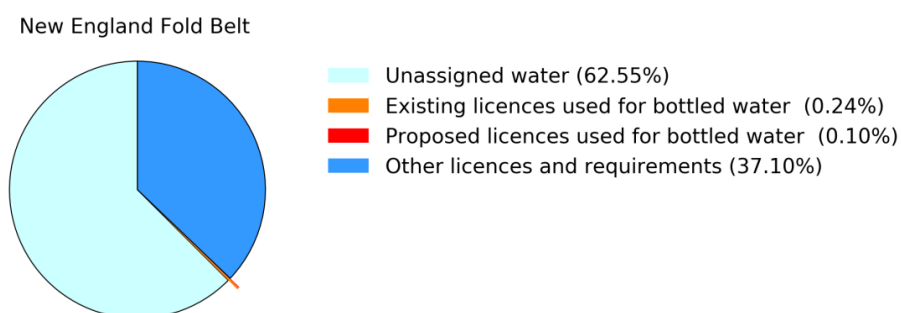 New England Fold Belt
Unassigned water (62.55%)
Existing licences used for bottled water  (0.24%)
Proposed licences used for bottled water  (0.10%)
Other licences and requirements (37.10%)